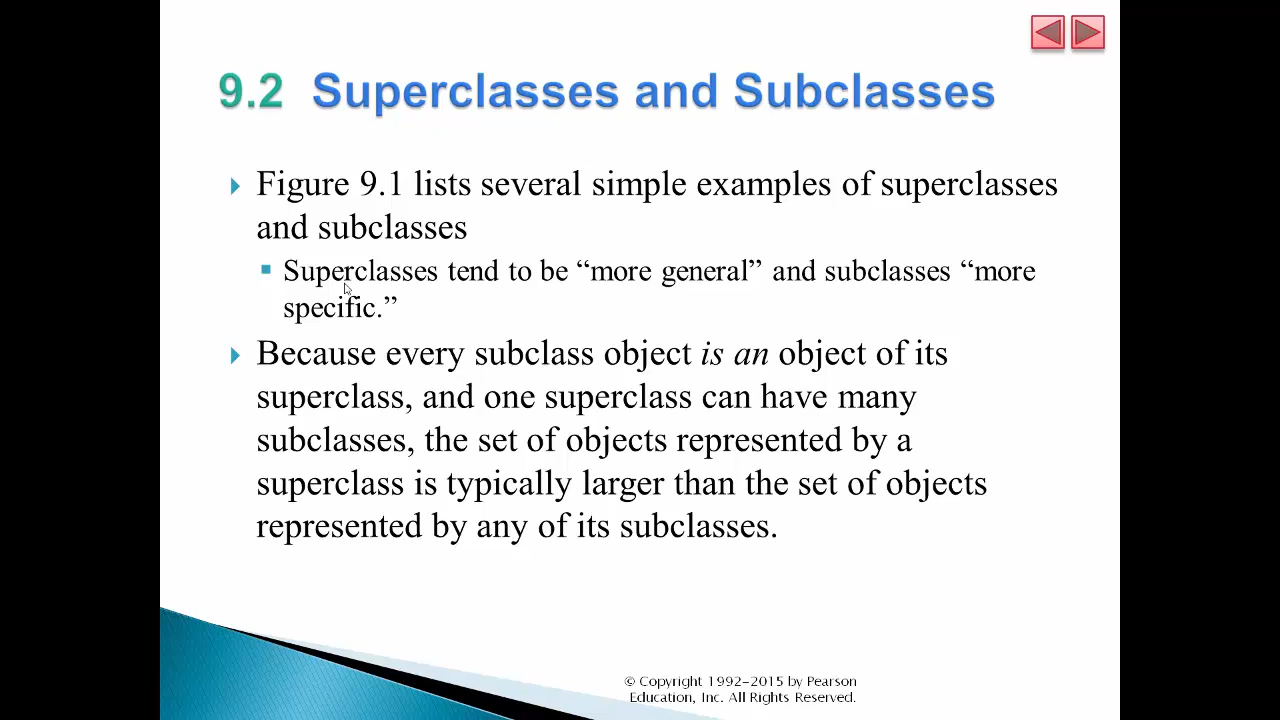 9.2 Superclasses and Subclasses
Figure 9.1 lists several simple examples of superclasses
and subclasses
Superclasses tend to be “more general” and subclasses “more
specific.”
Because every subclass object is an object of its
superclass, and one superclass can have many
subclasses, the set of objects represented by a
superclass is typically larger than the set of objects
represented by any of its subclasses.
© Copyright 1992–2015 by Pearson
Education, Inc. All Rights Reserved.